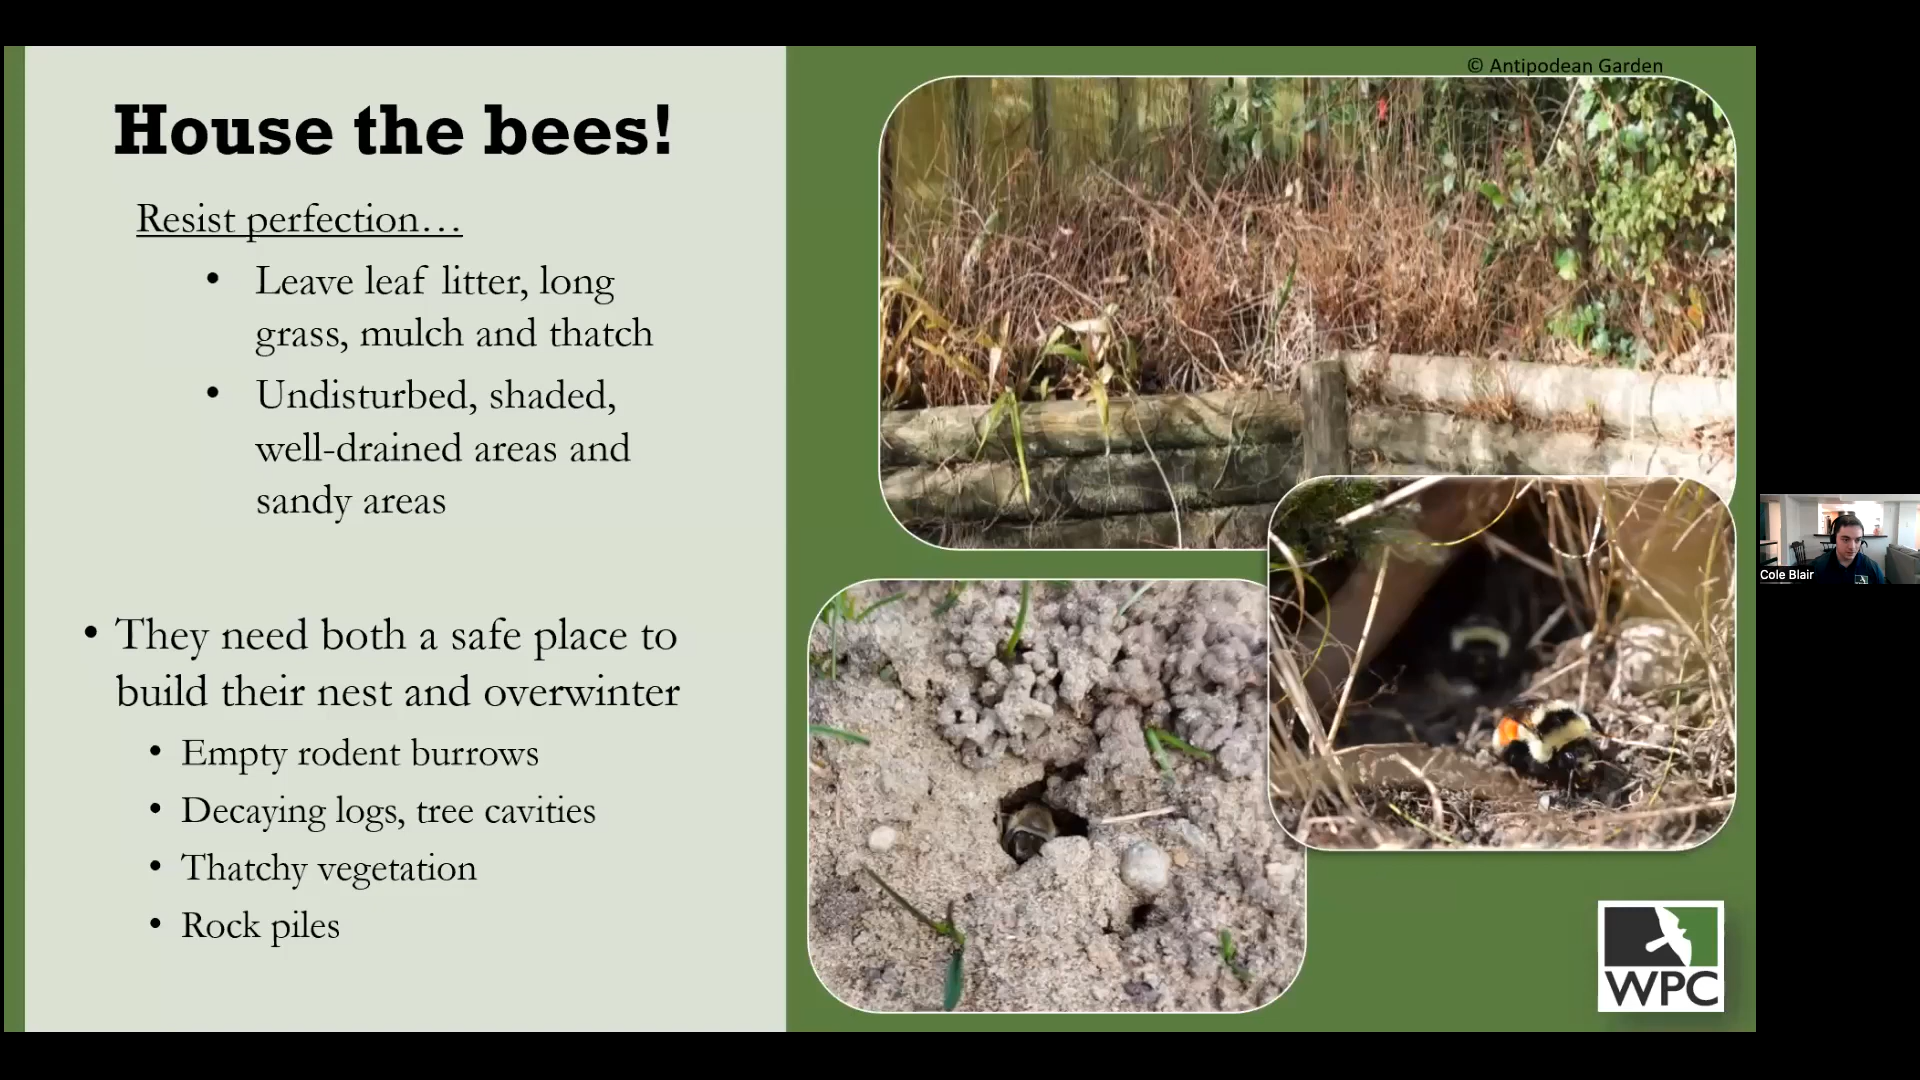 © Antipodean Garden
House the bees!
Resist perfection…
• Leave leaf litter, long
grass, mulch and thatch
• Undisturbed, shaded,
well-drained areas and
sandy areas
• They need both a safe place to
build their nest and overwinter
• Empty rodent burrows
• Decaying logs, tree cavities
• Thatchy vegetation
• Rock piles
Cole Blair
WPC